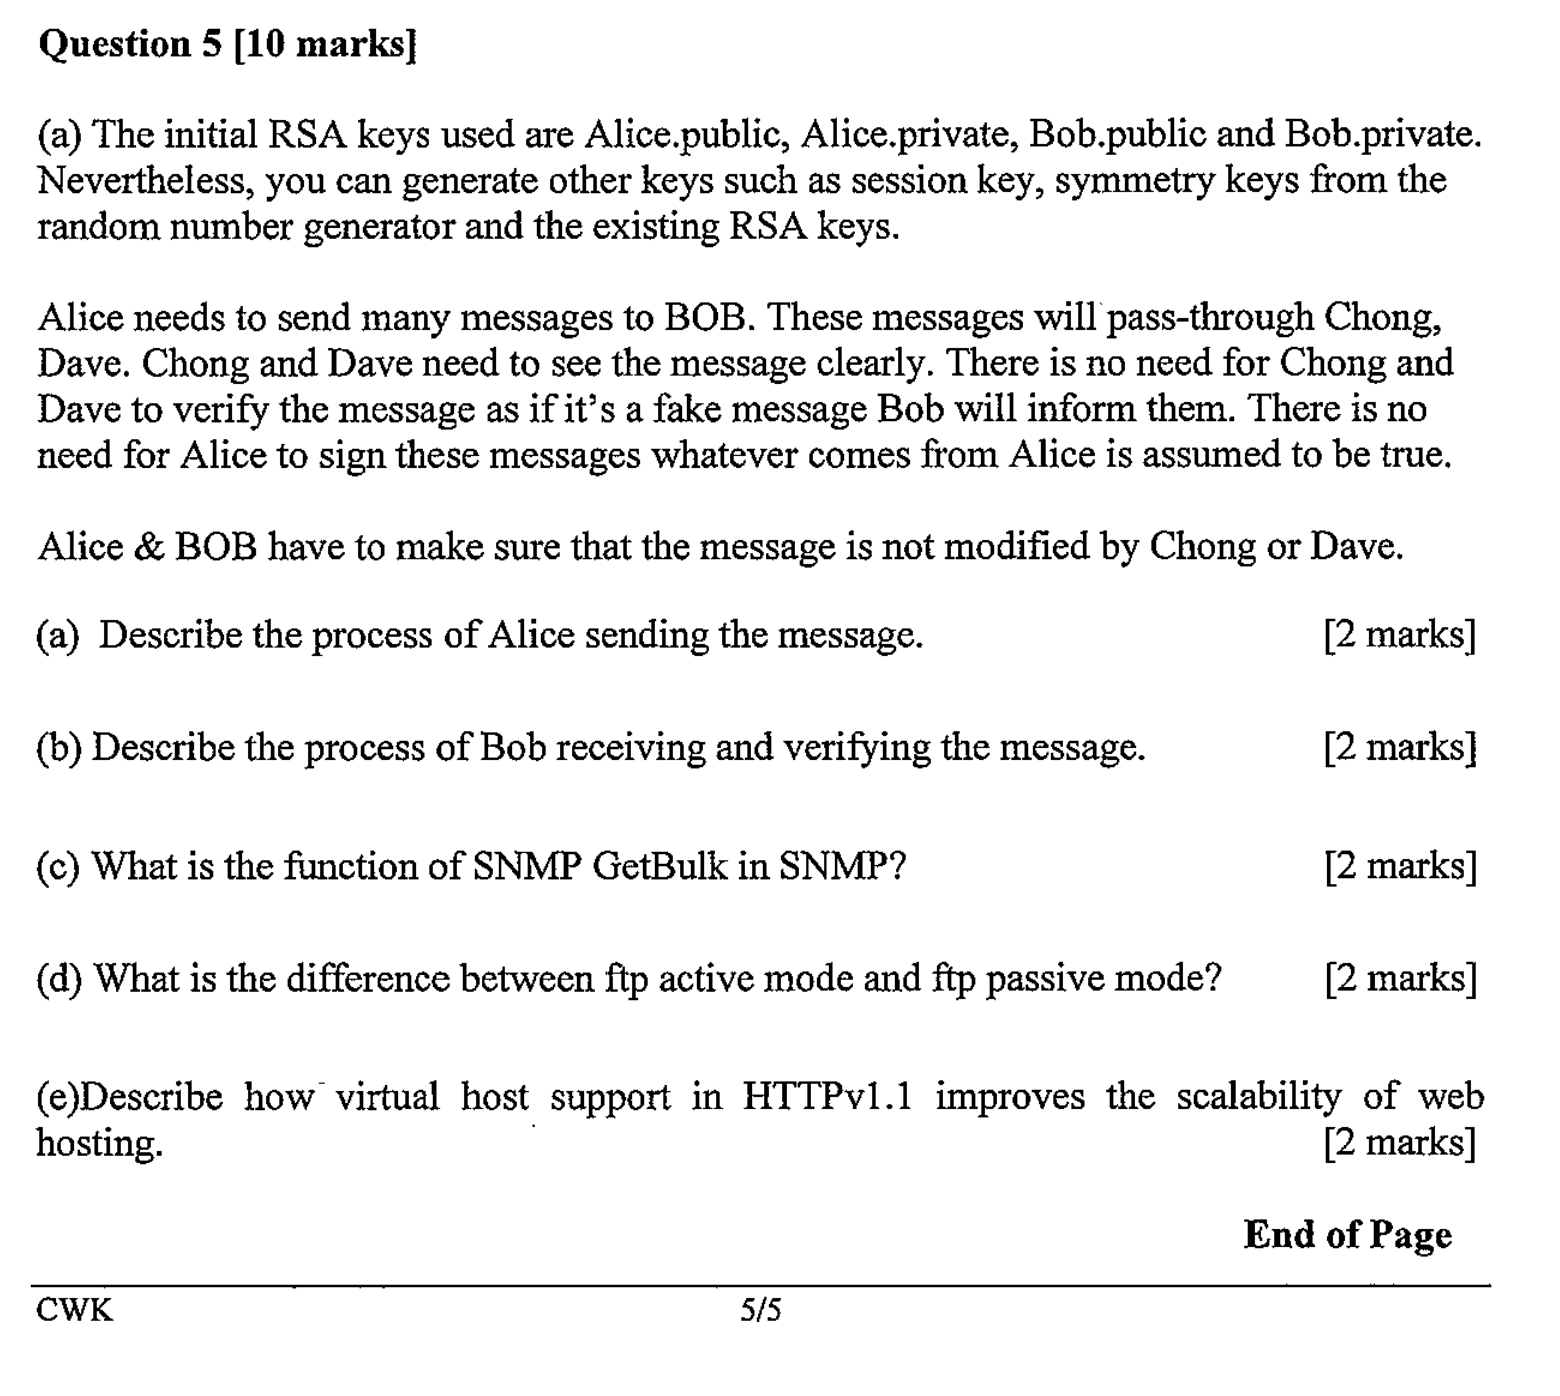 Question 5 [10 marks]
(a) The initial RSA keys used are Alice.public, Alice.private, Bob.public and Bob.private.
Nevertheless, you can generate other keys such as session key, symmetry keys from the
random number generator and the existing RSA keys.
Alice needs to send many messages to BOB. These messages will pass-through Chong,
Dave. Chong and Dave need to see the message clearly. There is no need for Chong and
Dave to verify the message as if it's a fake message Bob will inform them. There is no
need for Alice to sign these messages whatever comes from Alice is assumed to be true.
Alice & BOB have to make sure that the message is not modified by Chong or Dave.
(a) Describe the process of Alice sending the message. [2 marks]
(b) Describe the process of Bob receiving and verifying the message. [2 marks]
(c) What is the function of SNMP GetBulk in SNMP? [2 marks]
(d) What is the difference between ftp active mode and ftp passive mode? [2 marks]
(e)Describe how virtual host support in HTTPv1.1 improves the scalability of web
hosting. [2 marks]
End of Page
CWK 5/5